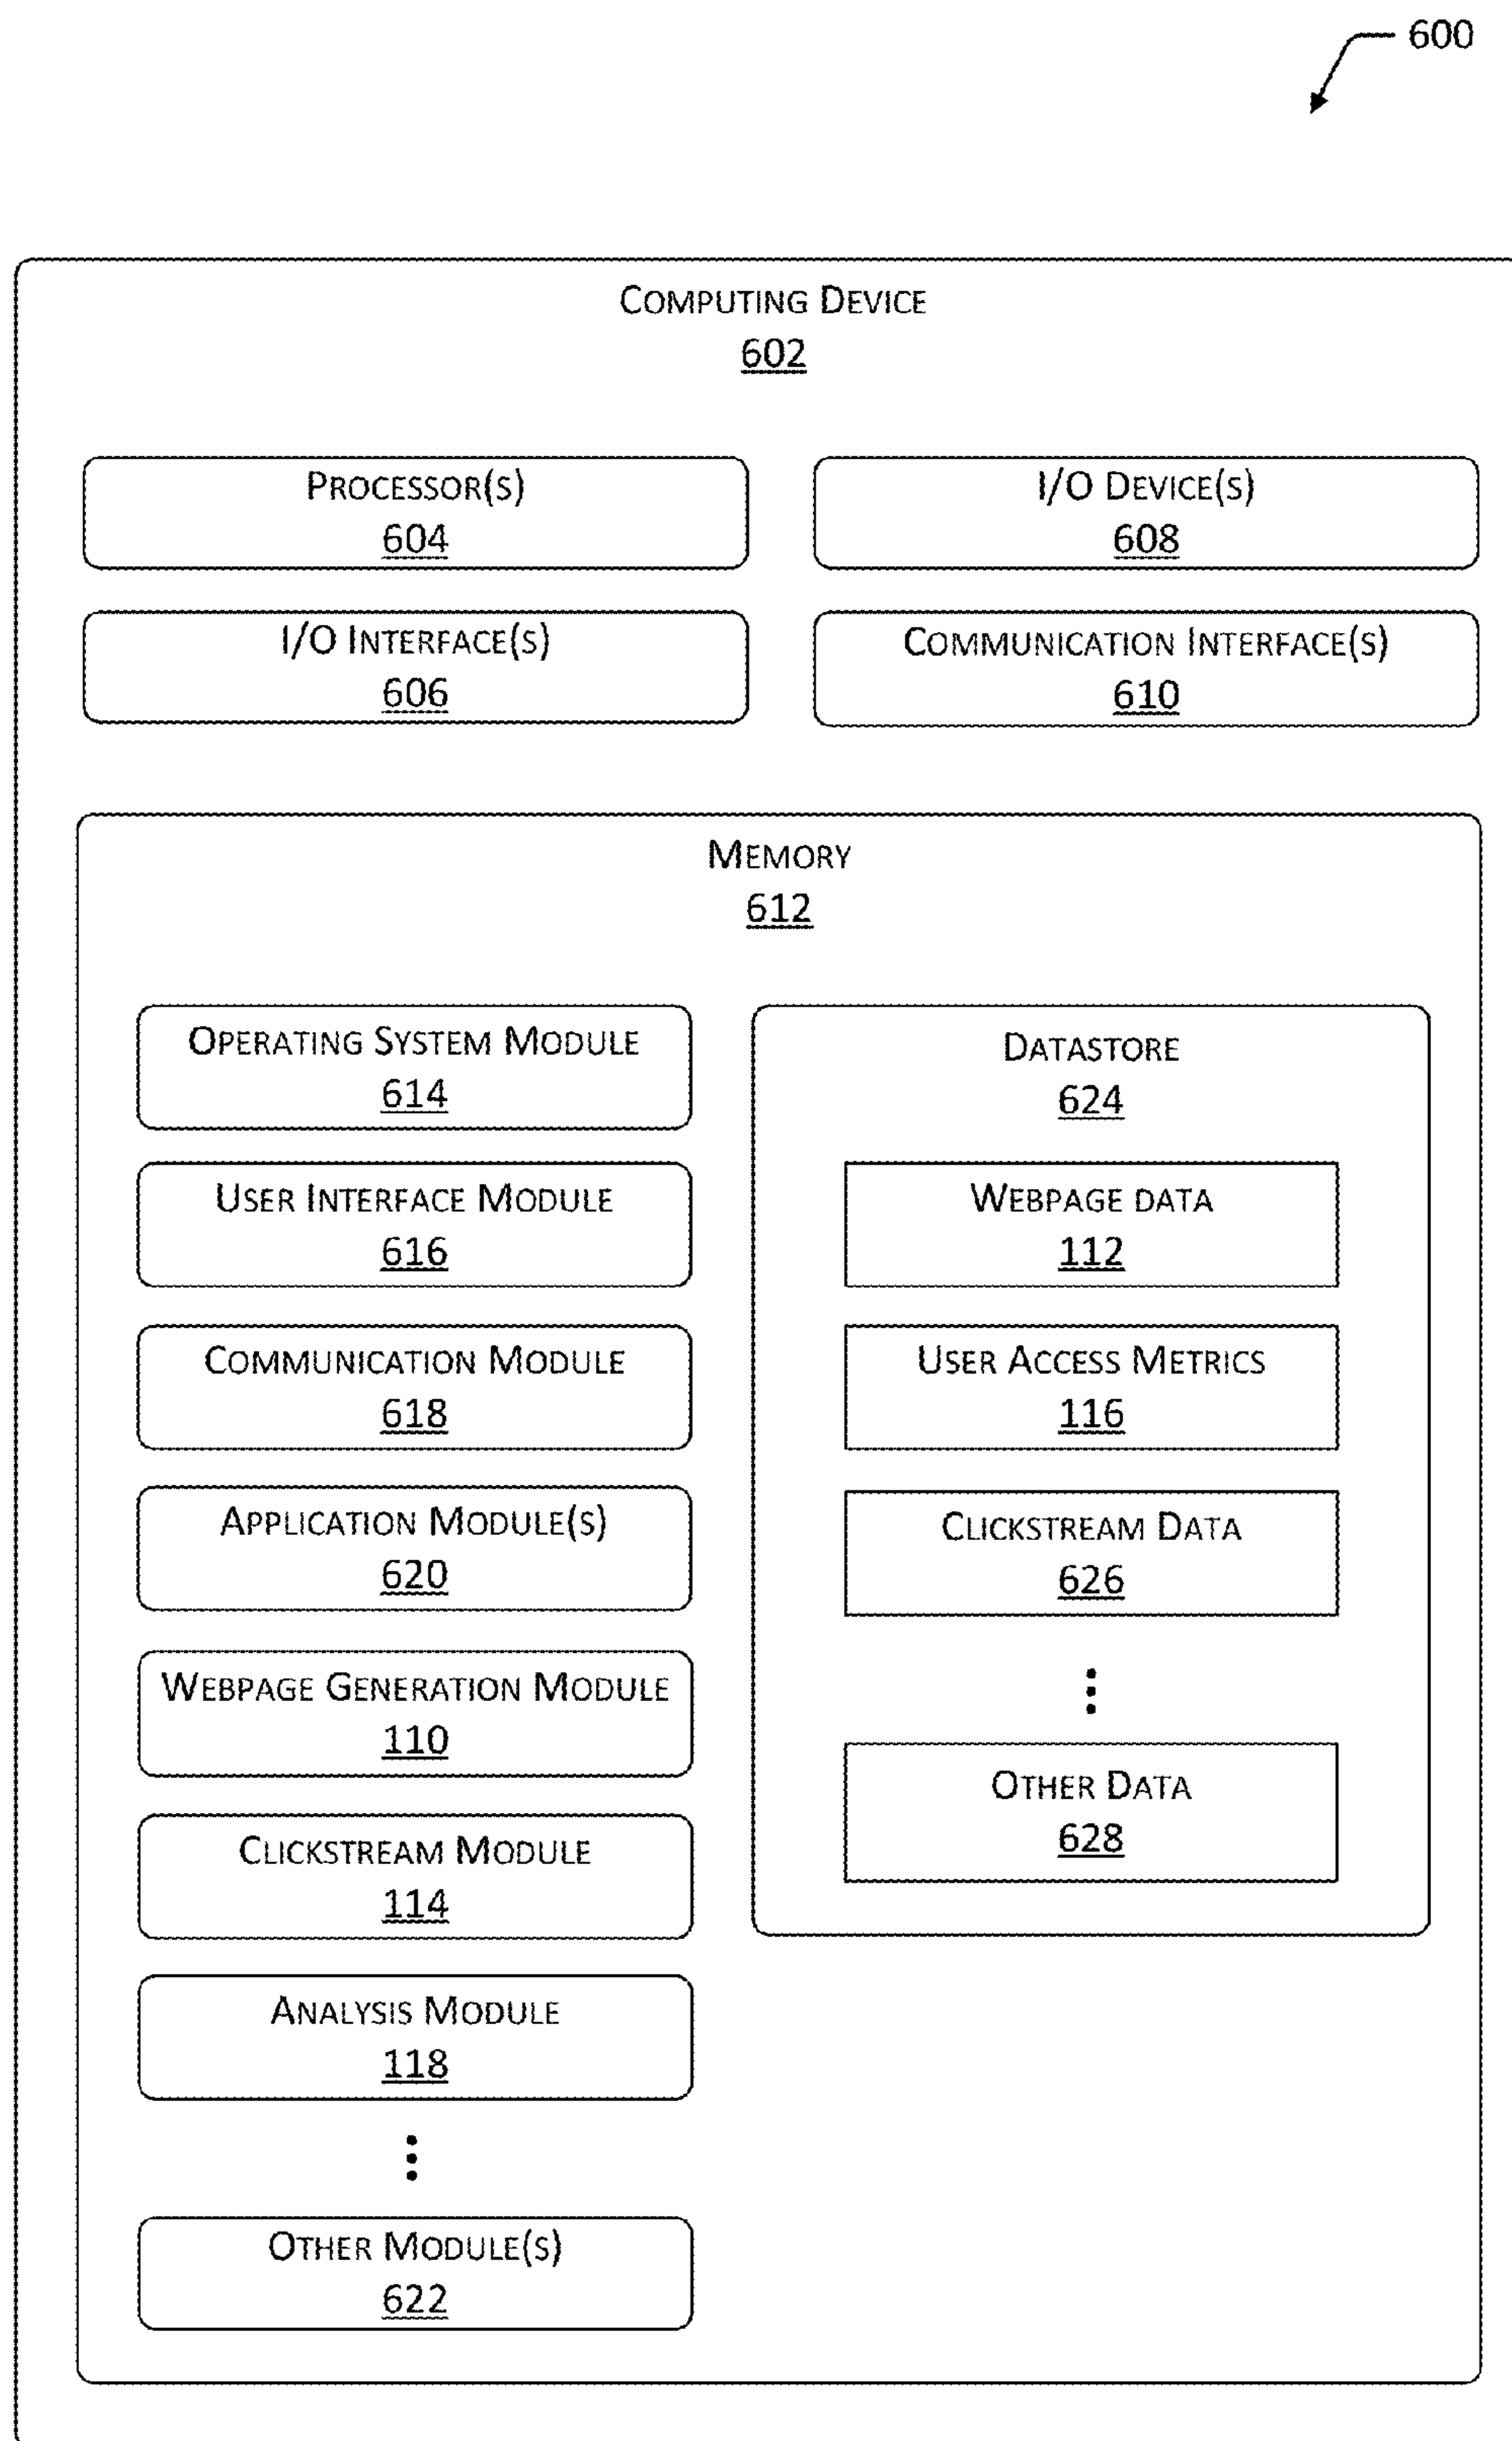 600
COMPUTING DEVICE
602
PROCESSOR(S)
604
I/O DEVICE(S)
608
I/O INTERFACE(S)
606
COMMUNICATION INTERFACE(S)
610
MEMORY
612
OPERATING SYSTEM MODULE
614
USER INTERFACE MODULE
616
COMMUNICATION MODULE
618
APPLICATION MODULE(S)
620
WEBPAGE GENERATION MODULE
110
CLICKSTREAM MODULE
114
ANALYSIS MODULE
118
OTHER MODULE(S)
622
DATASTORE
624
WEBPAGE DATA
112
USER ACCESS METRICS
116
CLICKSTREAM DATA
626
OTHER DATA
628